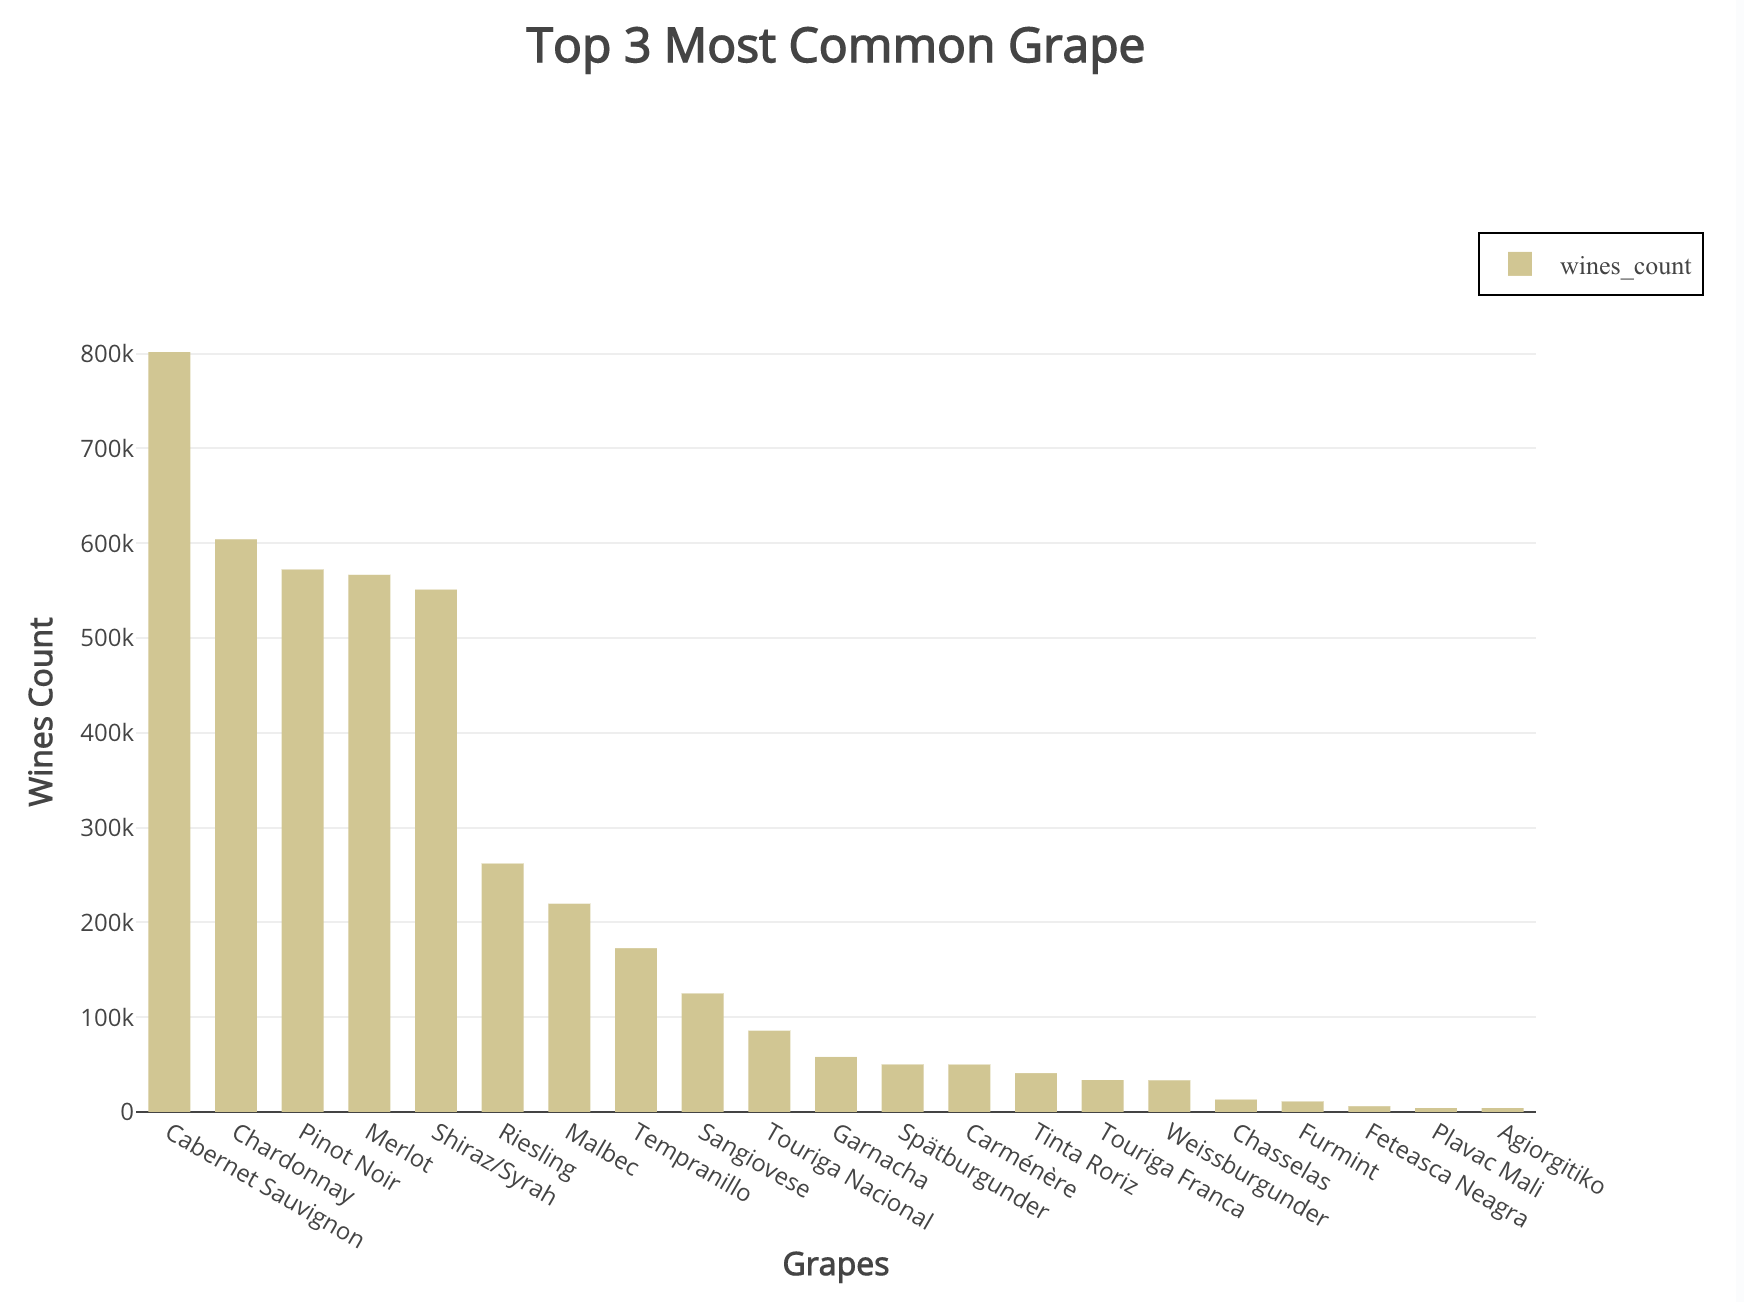 Top 3 Most Common Grape
wines_count
Wines Count
800k
700k
600k
500k
400k
300k
200k
100k
0
Cabernet Sauvignon
Chardonnay
Pinot Noir
Merlot
Shiraz/Syrah
Riesling
Malbec
Tempranillo
Sangiovese
Touriga Nacional
Garnacha
Spätburgunder
Carménère
Tinta Roriz
Touriga Franca
Weissburgunder
Chasselas
Furmint
Feteasca Neagra
Plavac Mali
Agiorgitiko
Grapes